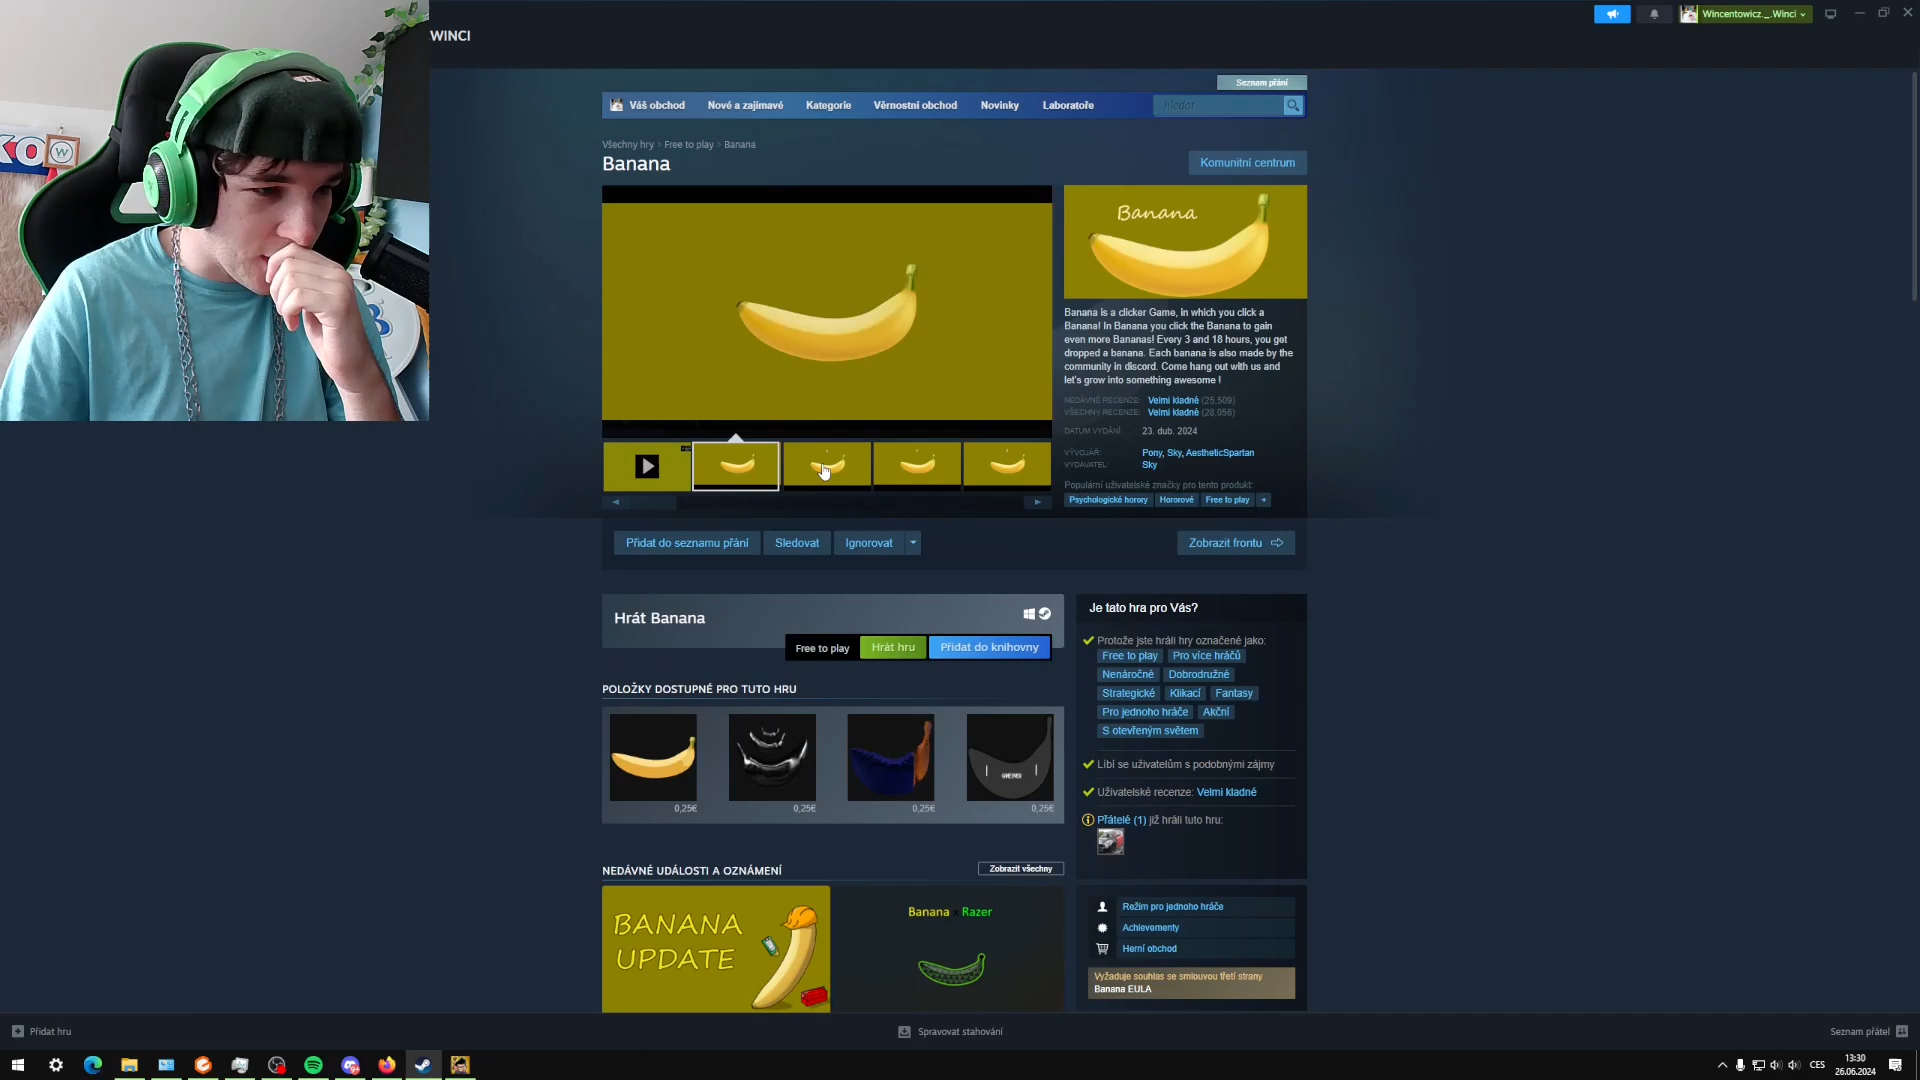 .WINCI
Wincentowicz._.Winci
Seznam přání
Váš obchod Nové a zajímavé Kategorie Věrnostní obchod Novinky Laboratoře hledat
Všechny hry > Free to play > Banana
Banana
Komunitní centrum
Banana
Banana is a clicker Game, in which you click a
Banana! In Banana you click the Banana to gain
even more Bananas! Every 3 and 18 hours, you get
dropped a banana. Each banana is also made by the
community in discord. Come hang out with us and
let's grow into something awesome !
NEDÁVNÉ RECENZE: Velmi kladné (25,509)
VŠECHNY RECENZE: Velmi kladné (28,056)
DATUM VYDÁNÍ: 23. dub. 2024
VÝVOJÁŘ: Pony, Sky, AestheticSpartan
VYDAVATEL: Sky
Populární uživatelské značky pro tento produkt:
Psychologické horory Hororové Free to play +
Přidat do seznamu přání Sledovat Ignorovat
Zobrazit frontu
Hrát Banana
Free to play Hrát hru Přidat do knihovny
POLOŽKY DOSTUPNÉ PRO TUTO HRU
GAME OVER
0,25€ 0,25€ 0,25€ 0,25€
NEDÁVNÉ UDÁLOSTI A OZNÁMENÍ
Zobrazit všechny
BANANA
UPDATE
Banana x Razer
Je tato hra pro Vás?
Protože jste hráli hry označené jako:
Free to play Pro více hráčů
Nenáročné Dobrodružné
Strategické Klikací Fantasy
Pro jednoho hráče Akční
S otevřeným světem
Líbí se uživatelům s podobnými zájmy
Uživatelské recenze: Velmi kladné
Přátelé (1) již hráli tuto hru:
Režim pro jednoho hráče
Achievementy
Herní obchod
Vyžaduje souhlas se smlouvou třetí strany
Banana EULA
Přidat hru
Spravovat stahování
Seznam přátel
CES
13:30
26.06.2024
KO
W